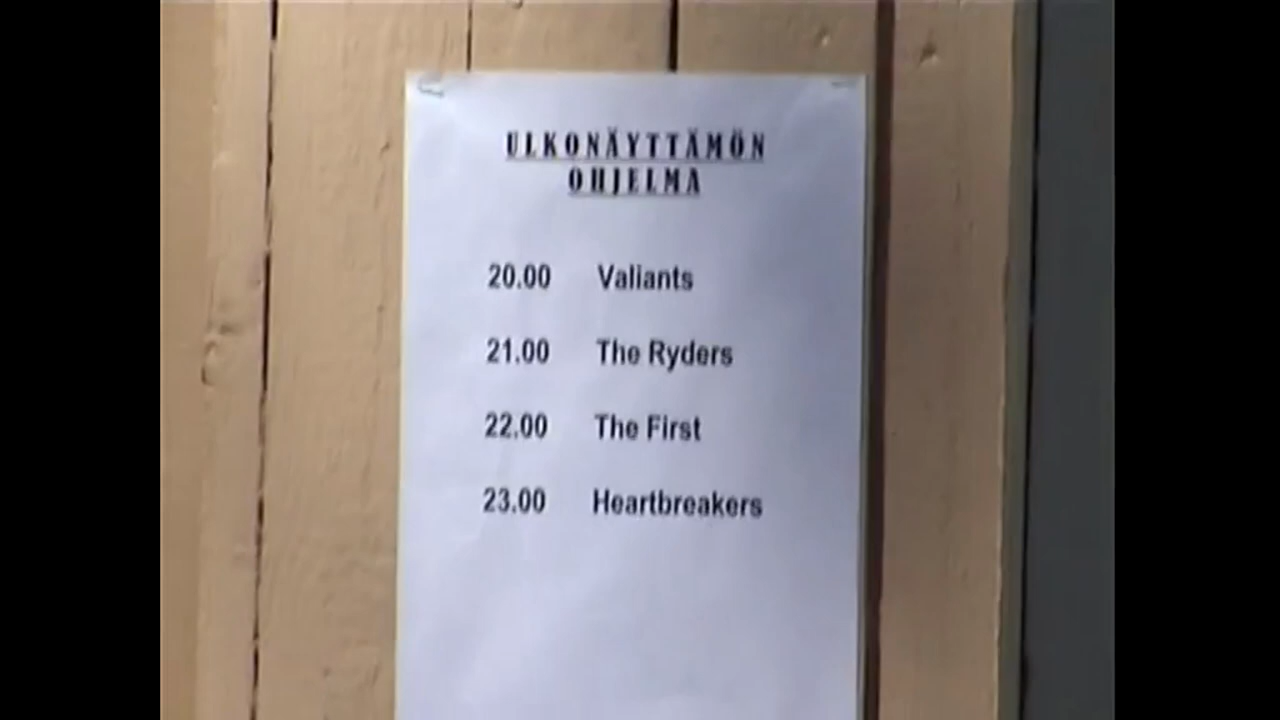 ULKONÄYTTÄMÖN
OHJELMA
20.00 Valiants
21.00 The Ryders
22.00 The First
23.00 Heartbreakers